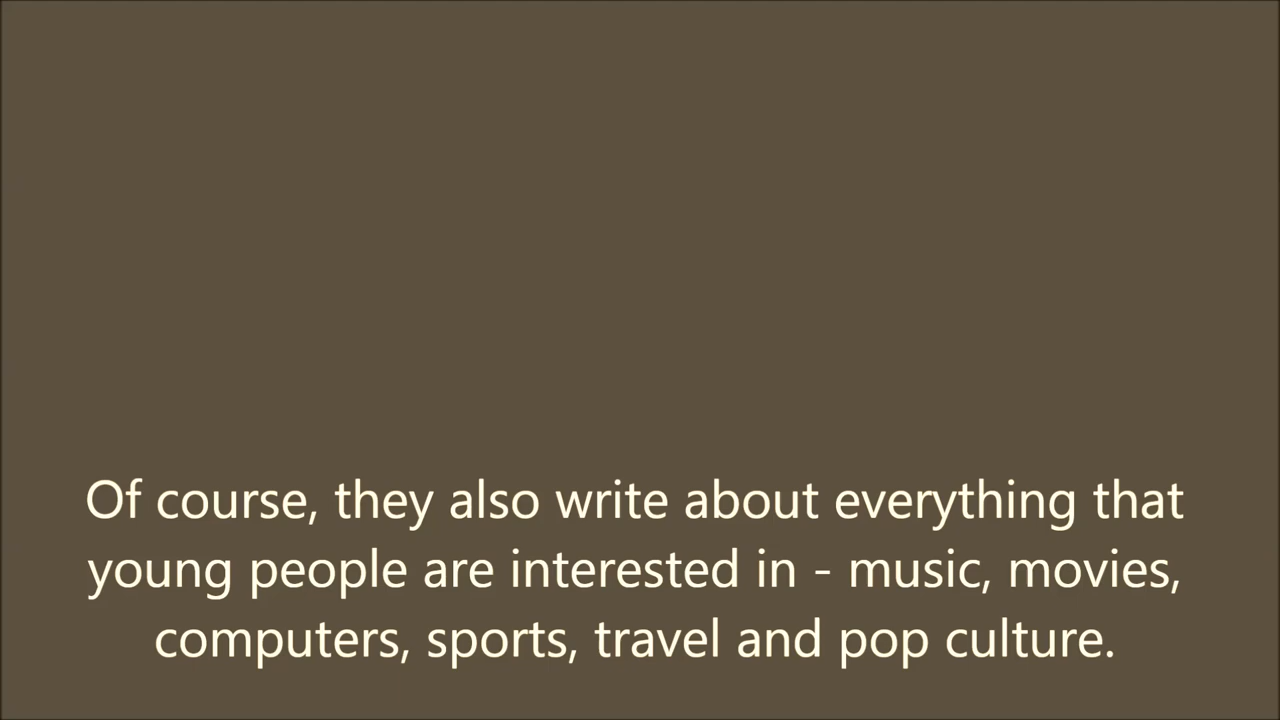 Of course, they also write about everything that
young people are interested in - music, movies,
computers, sports, travel and pop culture.